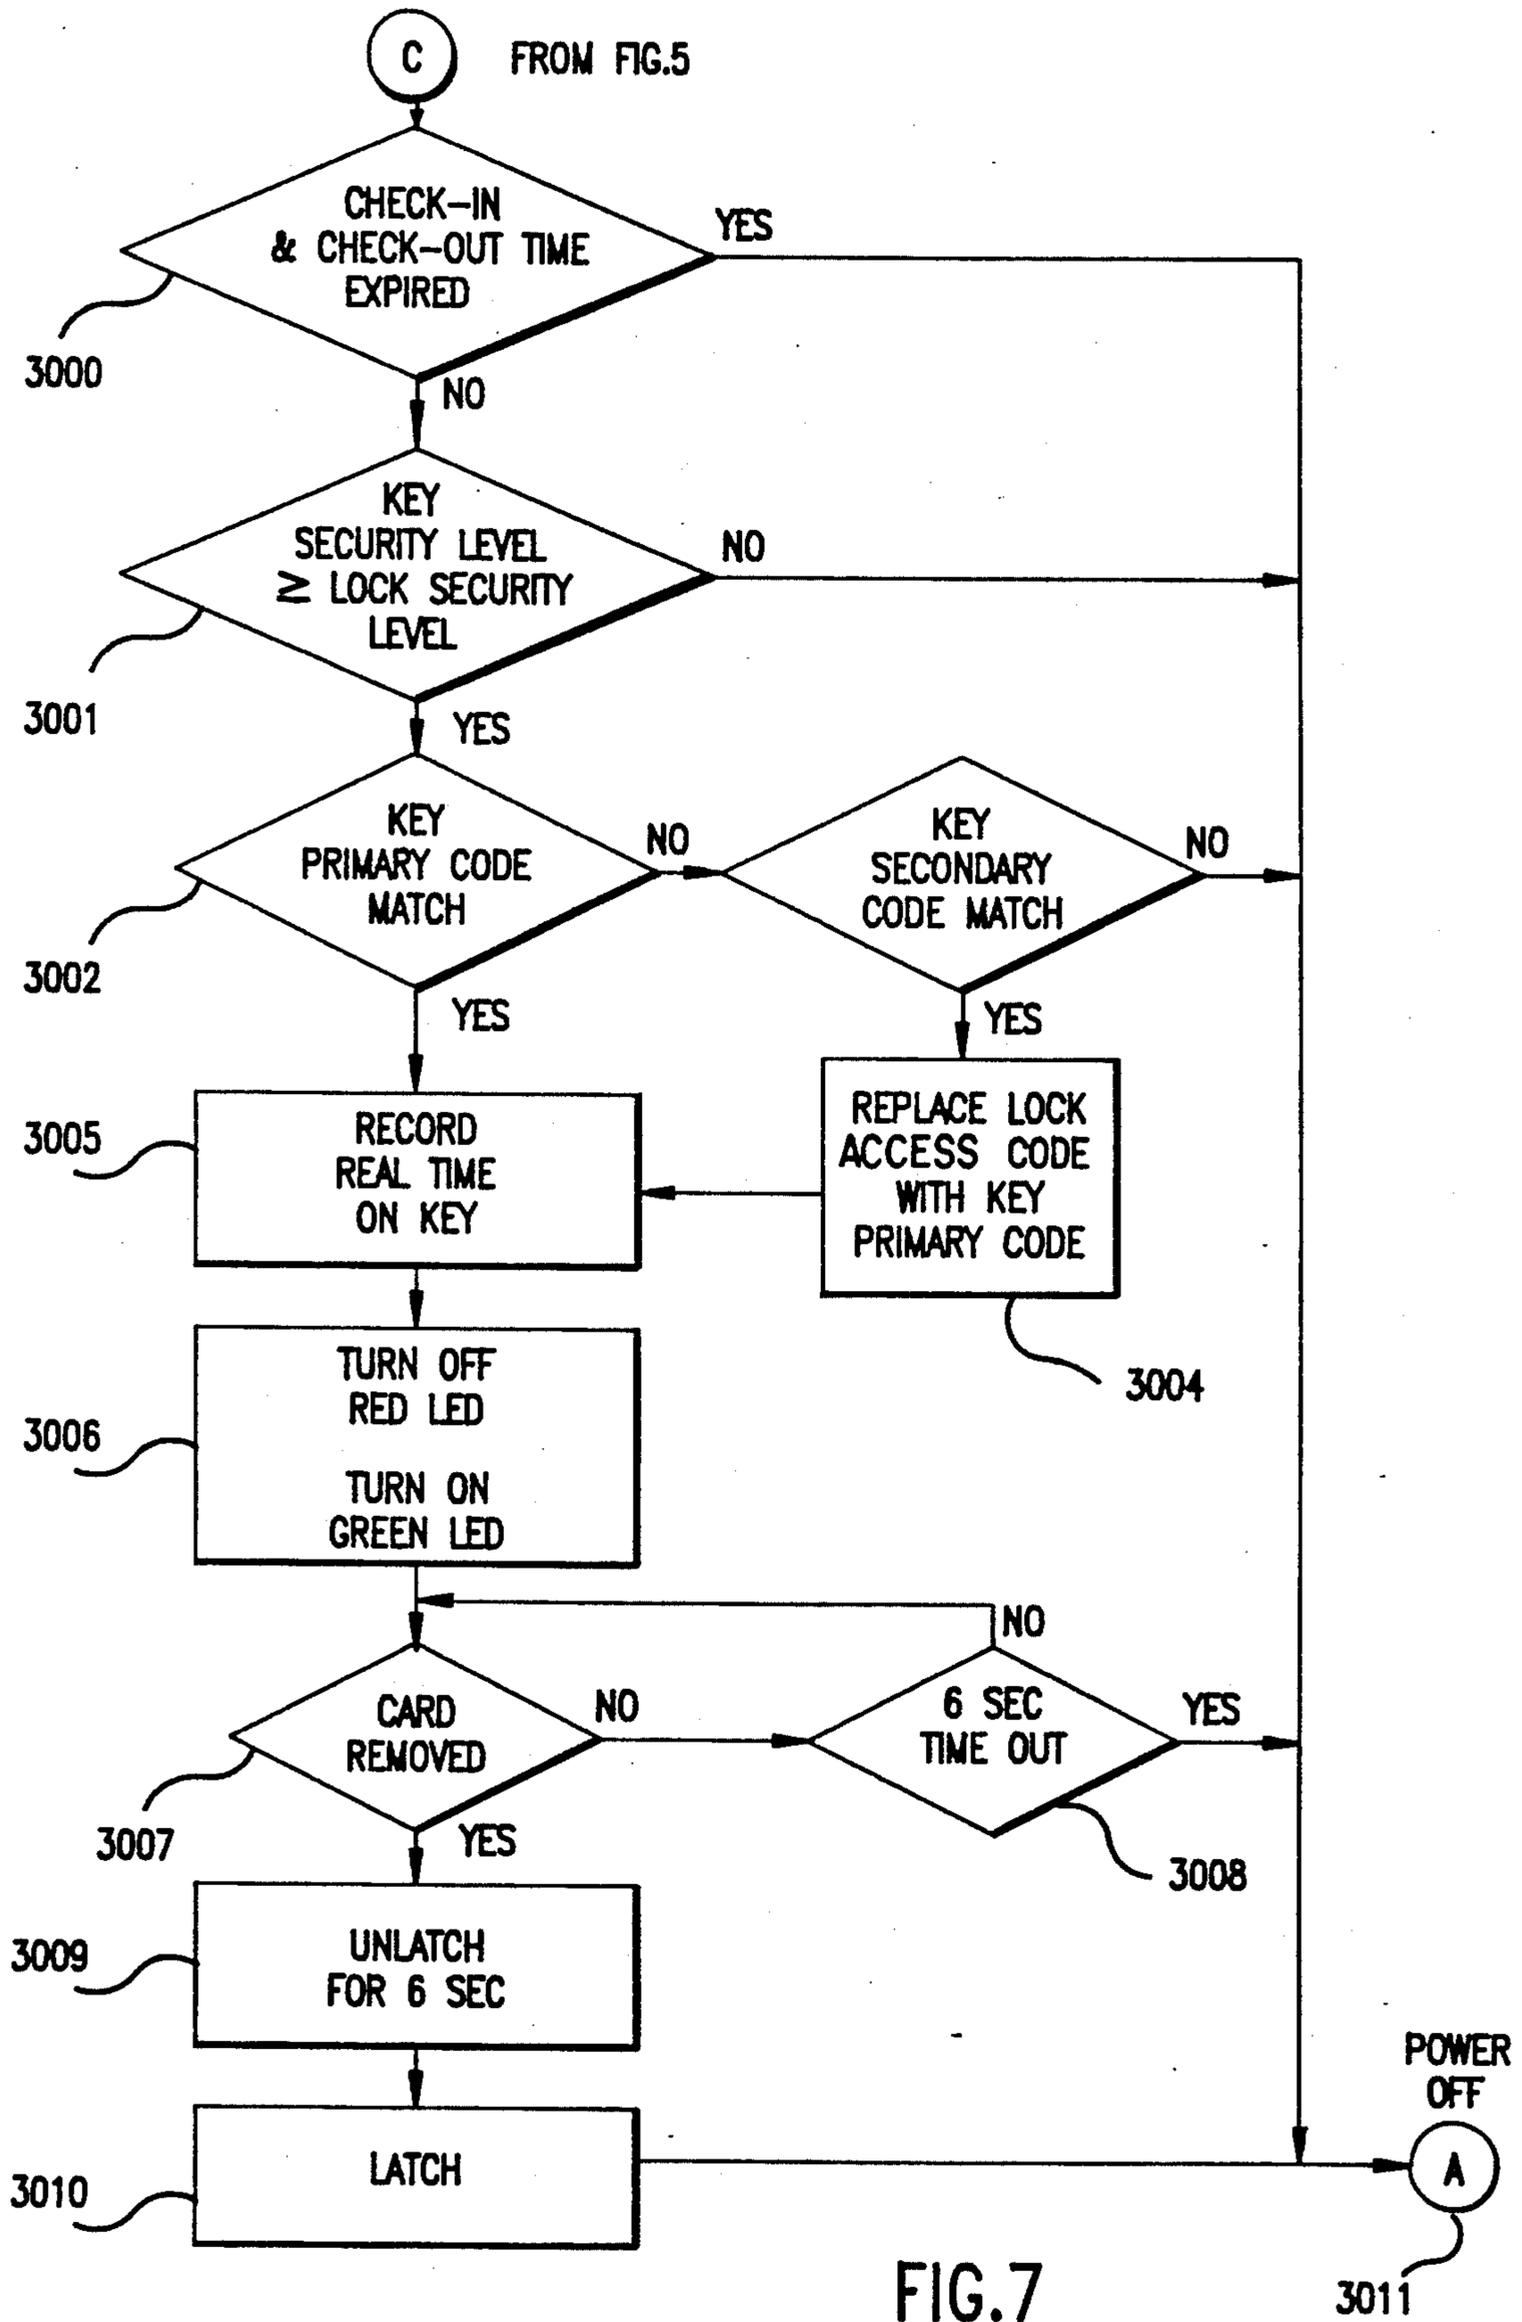 C FROM FIG.5
CHECK-IN
& CHECK-OUT TIME
EXPIRED
YES
3000
NO
KEY
SECURITY LEVEL
≥ LOCK SECURITY
LEVEL
NO
3001
YES
KEY
PRIMARY CODE
MATCH
NO
KEY
SECONDARY
CODE MATCH
NO
3002
YES
YES
3005
RECORD
REAL TIME
ON KEY
REPLACE LOCK
ACCESS CODE
WITH KEY
PRIMARY CODE
3004
3006
TURN OFF
RED LED
TURN ON
GREEN LED
NO
CARD
REMOVED
NO
6 SEC
TIME OUT
YES
3007
YES
3008
3009
UNLATCH
FOR 6 SEC
POWER
OFF
3010
LATCH
A
3011
FIG.7